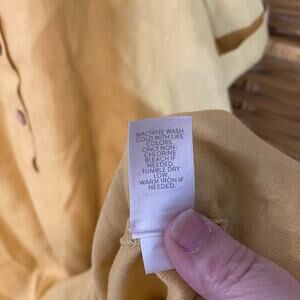 MACHINE WASH
COLD WITH LIKE
COLORS.
ONLY NON-
CHLORINE
BLEACH IF
NEEDED.
TUMBLE DRY
LOW.
WARM IRON IF
NEEDED.